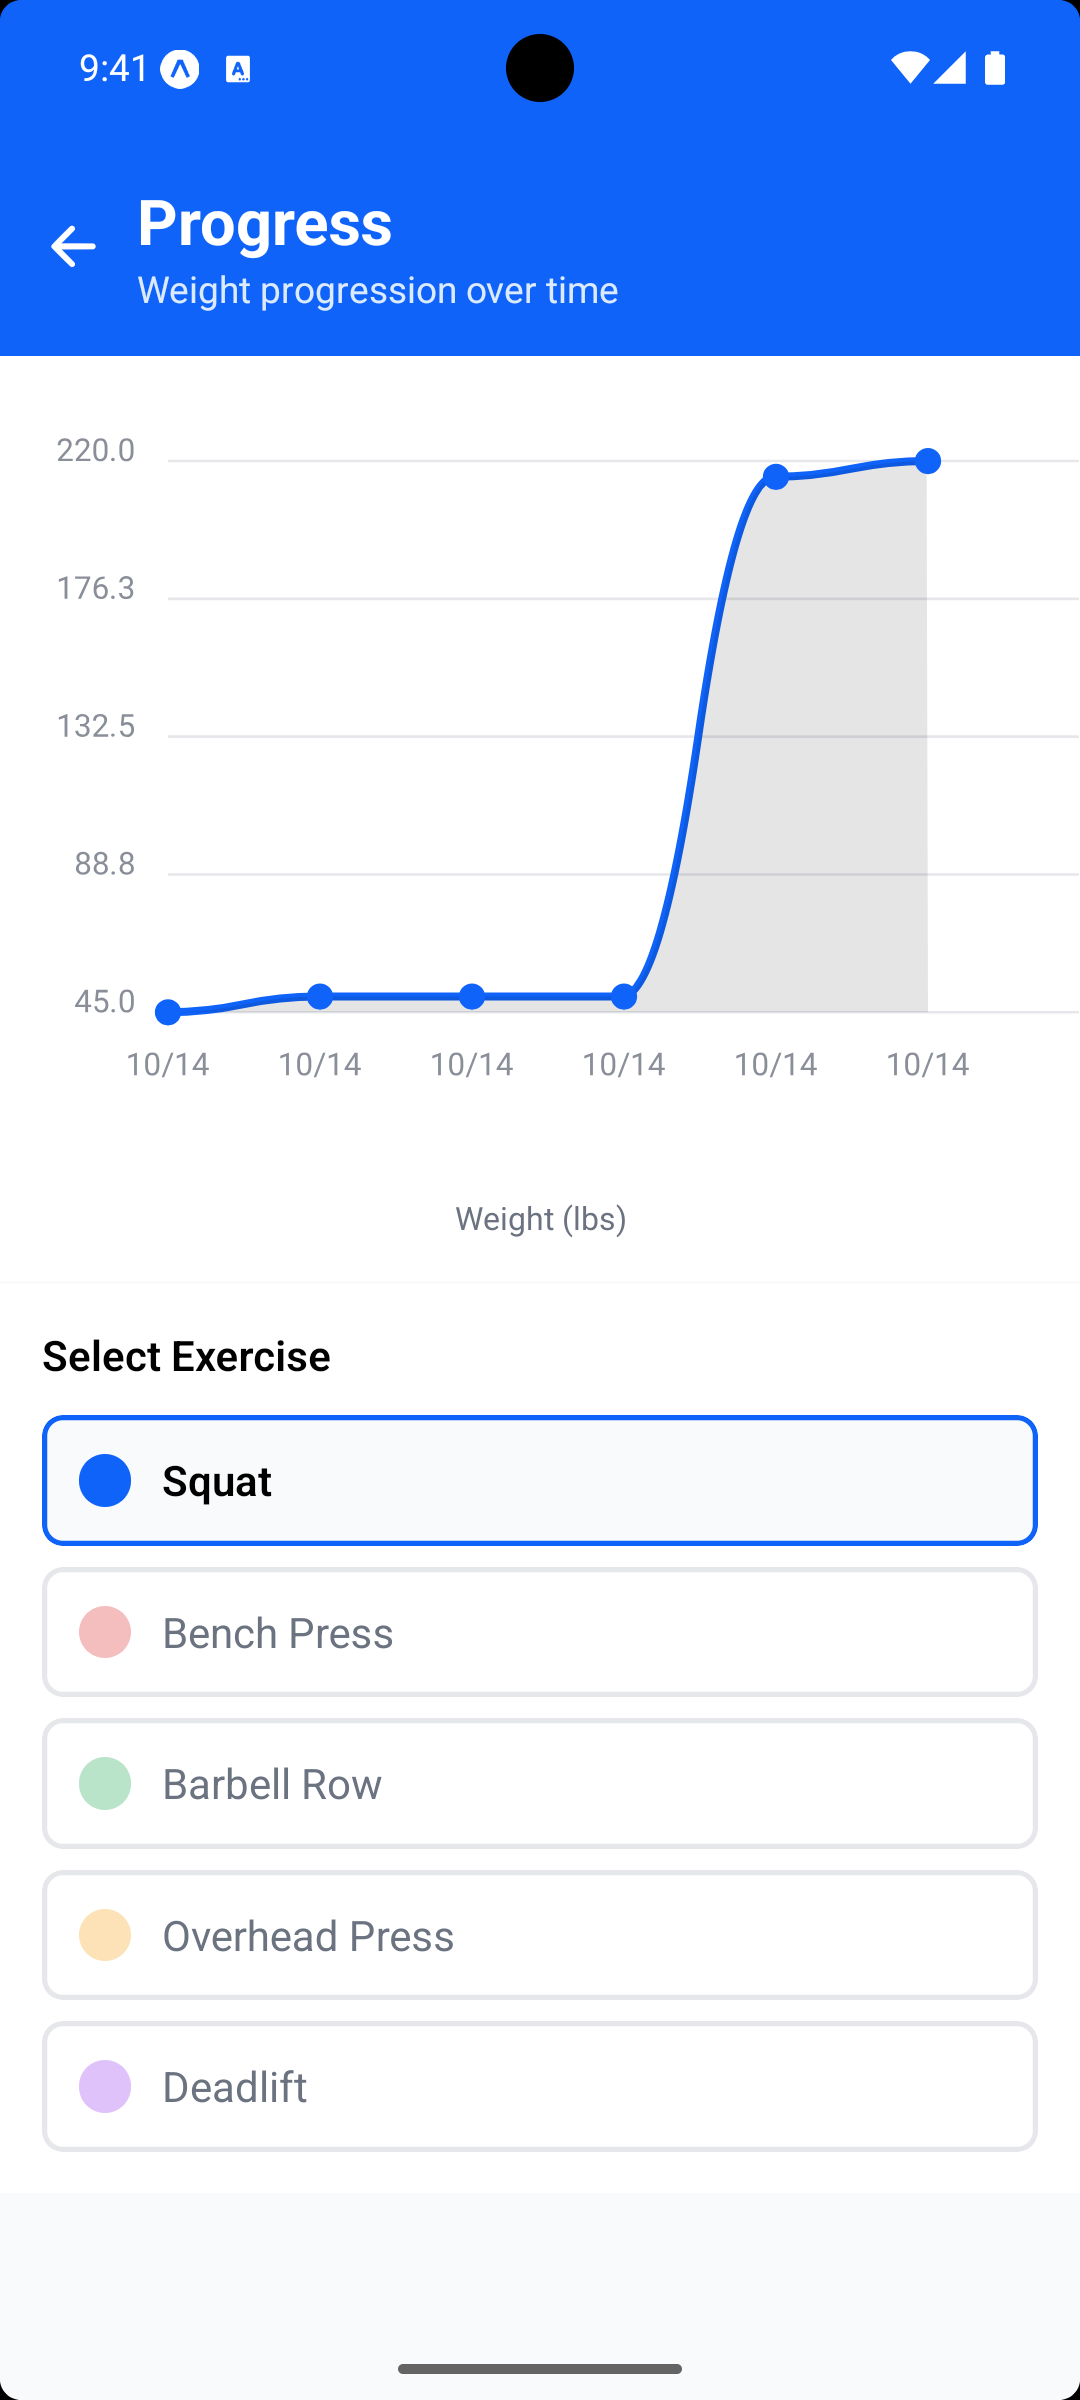 9:41
Progress
Weight progression over time
220.0
176.3
132.5
88.8
45.0
10/14 10/14 10/14 10/14 10/14 10/14
Weight (lbs)
Select Exercise
Squat
Bench Press
Barbell Row
Overhead Press
Deadlift